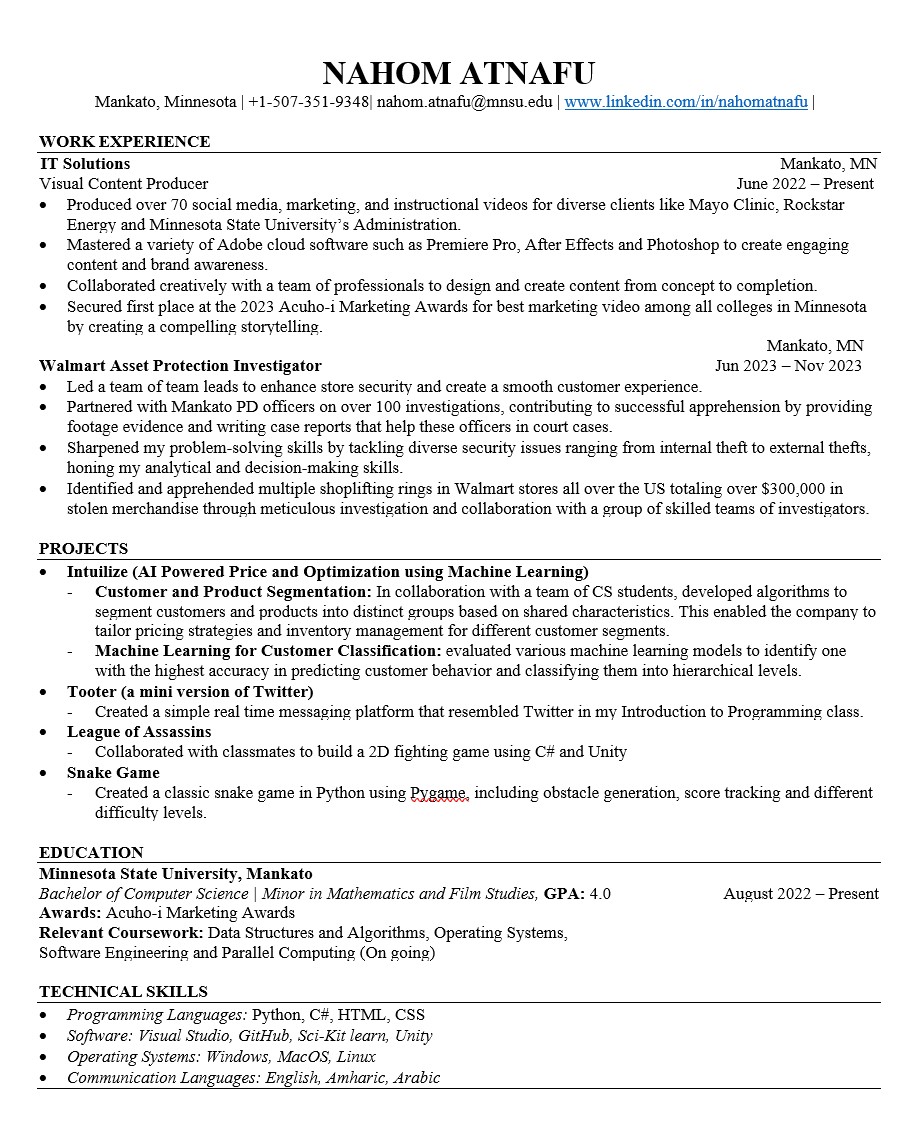 NAHOM ATNAFU
Mankato, Minnesota | +1-507-351-9348| nahom.atnafu@mnsu.edu | www.linkedin.com/in/nahomatnafu |
WORK EXPERIENCE
IT Solutions Mankato, MN
Visual Content Producer June 2022 – Present
• Produced over 70 social media, marketing, and instructional videos for diverse clients like Mayo Clinic, Rockstar
Energy and Minnesota State University's Administration.
• Mastered a variety of Adobe cloud software such as Premiere Pro, After Effects and Photoshop to create engaging
content and brand awareness.
• Collaborated creatively with a team of professionals to design and create content from concept to completion.
• Secured first place at the 2023 Acuho-i Marketing Awards for best marketing video among all colleges in Minnesota
by creating a compelling storytelling.
Mankato, MN
Walmart Asset Protection Investigator Jun 2023 – Nov 2023
• Led a team of team leads to enhance store security and create a smooth customer experience.
• Partnered with Mankato PD officers on over 100 investigations, contributing to successful apprehension by providing
footage evidence and writing case reports that help these officers in court cases.
• Sharpened my problem-solving skills by tackling diverse security issues ranging from internal theft to external thefts,
honing my analytical and decision-making skills.
• Identified and apprehended multiple shoplifting rings in Walmart stores all over the US totaling over $300,000 in
stolen merchandise through meticulous investigation and collaboration with a group of skilled teams of investigators.
PROJECTS
• Intuilize (AI Powered Price and Optimization using Machine Learning)
- Customer and Product Segmentation: In collaboration with a team of CS students, developed algorithms to
segment customers and products into distinct groups based on shared characteristics. This enabled the company to
tailor pricing strategies and inventory management for different customer segments.
- Machine Learning for Customer Classification: evaluated various machine learning models to identify one
with the highest accuracy in predicting customer behavior and classifying them into hierarchical levels.
• Tooter (a mini version of Twitter)
- Created a simple real time messaging platform that resembled Twitter in my Introduction to Programming class.
• League of Assassins
- Collaborated with classmates to build a 2D fighting game using C# and Unity
• Snake Game
- Created a classic snake game in Python using Pygame, including obstacle generation, score tracking and different
difficulty levels.
EDUCATION
Minnesota State University, Mankato
Bachelor of Computer Science | Minor in Mathematics and Film Studies, GPA: 4.0 August 2022 – Present
Awards: Acuho-i Marketing Awards
Relevant Coursework: Data Structures and Algorithms, Operating Systems,
Software Engineering and Parallel Computing (On going)
TECHNICAL SKILLS
• Programming Languages: Python, C#, HTML, CSS
• Software: Visual Studio, GitHub, Sci-Kit learn, Unity
• Operating Systems: Windows, MacOS, Linux
• Communication Languages: English, Amharic, Arabic